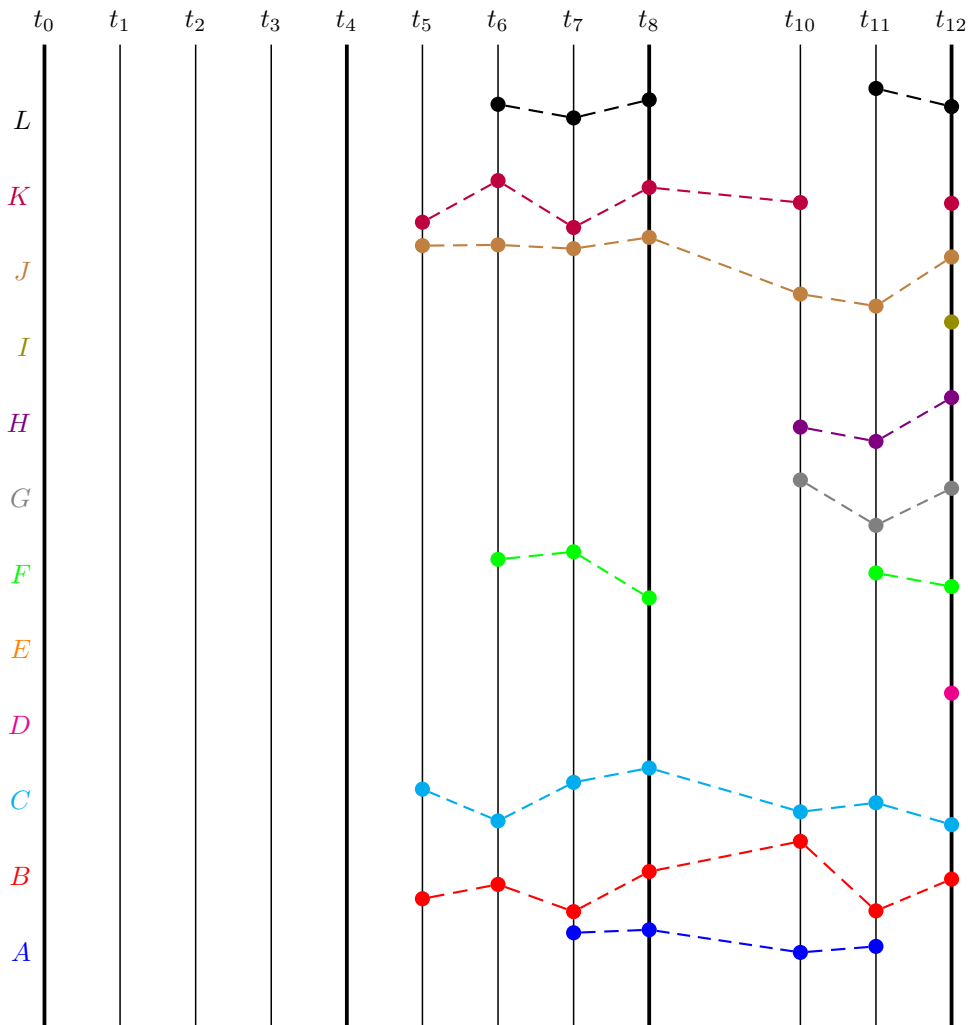 t₀ t₁ t₂ t₃ t₄ t₅ t₆ t₇ t₈ t₁₀ t₁₁ t₁₂
L
K
J
I
H
G
F
E
D
C
B
A